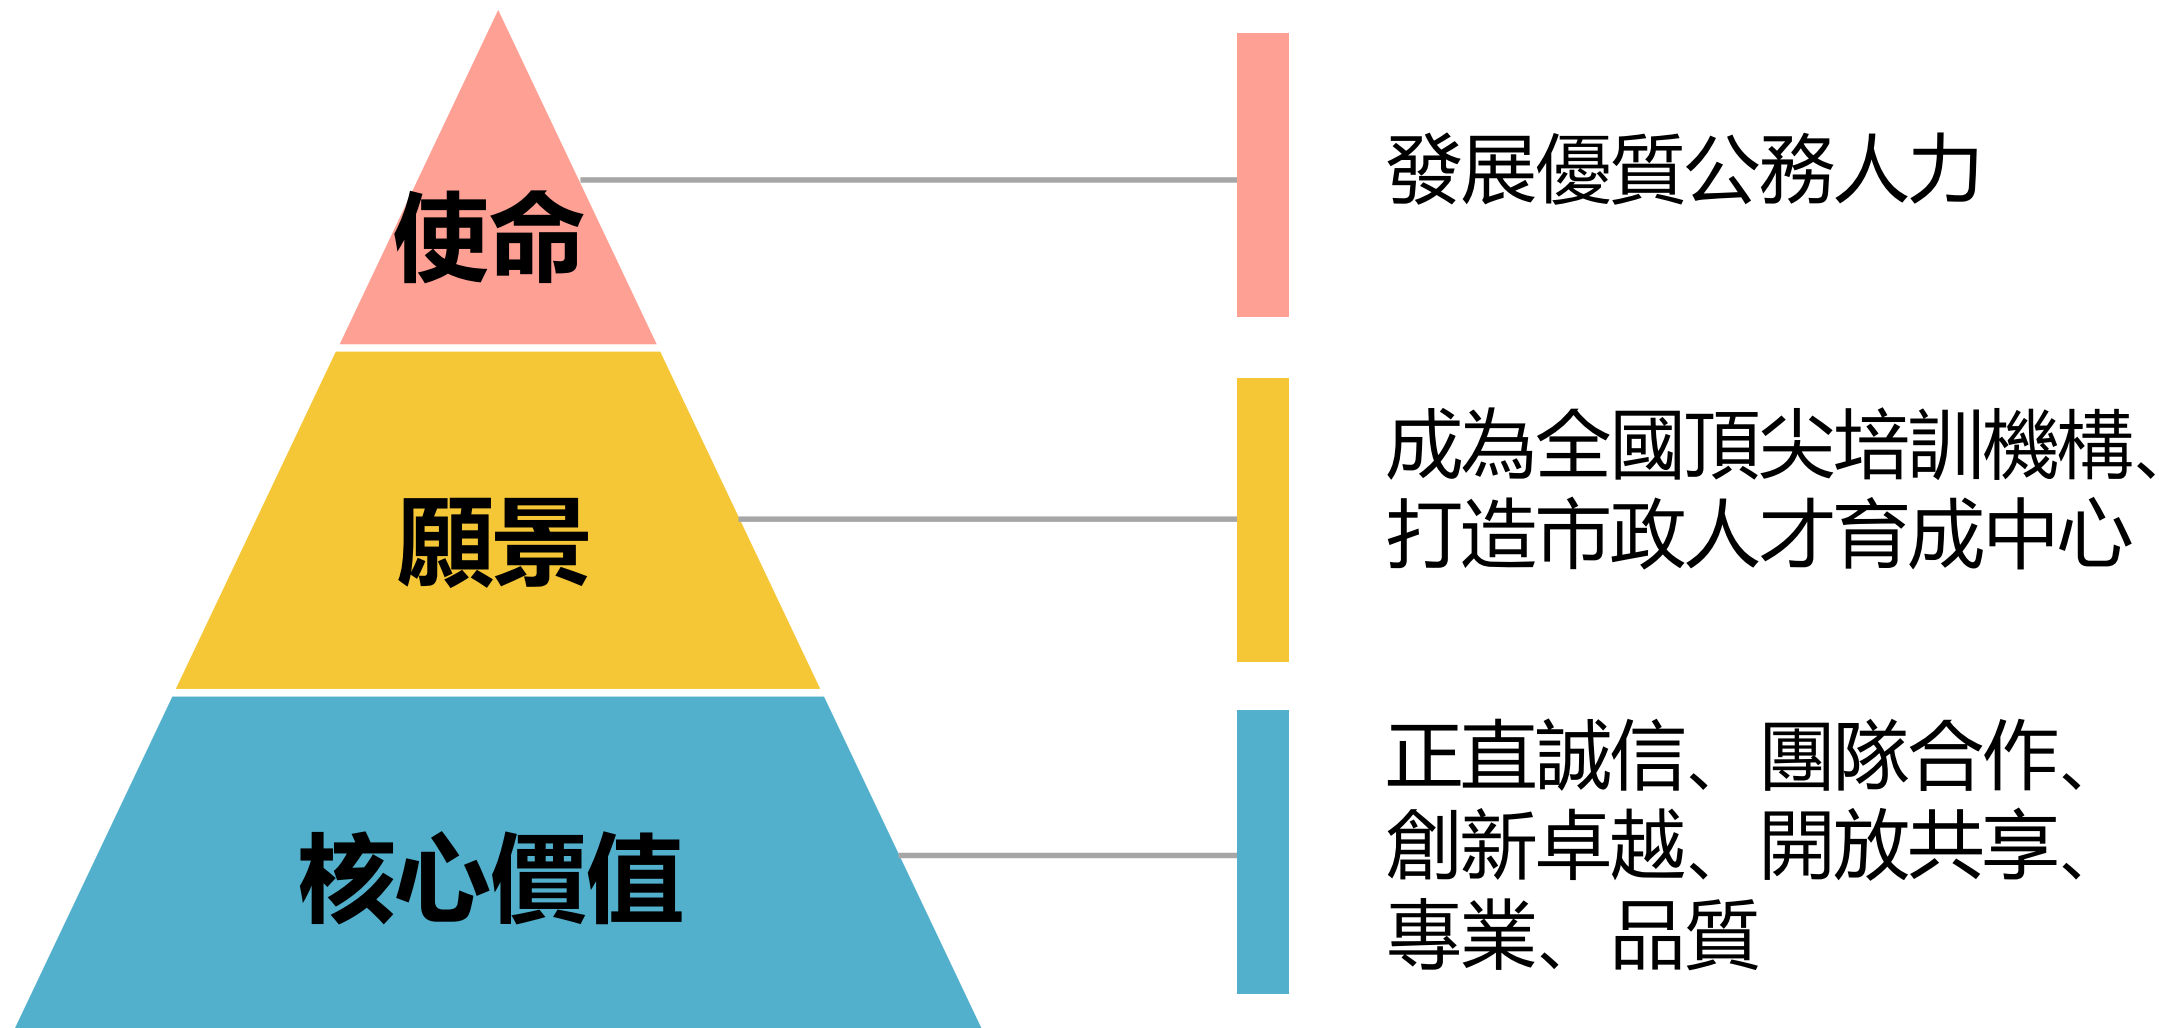 使命
發展優質公務人力
願景
成為全國頂尖培訓機構、
打造市政人才育成中心
核心價值
正直誠信、團隊合作、
創新卓越、開放共享、
專業、品質